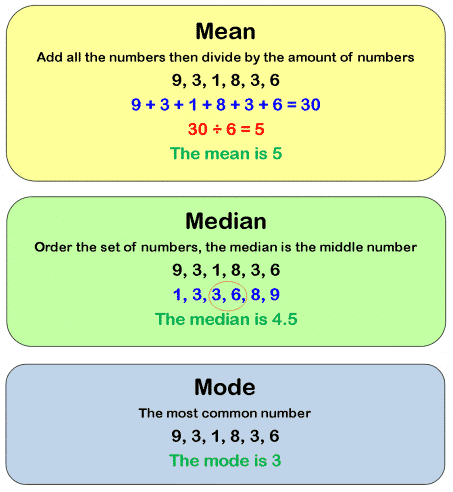 Mean
Add all the numbers then divide by the amount of numbers
9, 3, 1, 8, 3, 6
9 + 3 + 1 + 8 + 3 + 6 = 30
30 ÷ 6 = 5
The mean is 5
Median
Order the set of numbers, the median is the middle number
9, 3, 1, 8, 3, 6
1, 3, 3, 6, 8, 9
The median is 4.5
Mode
The most common number
9, 3, 1, 8, 3, 6
The mode is 3